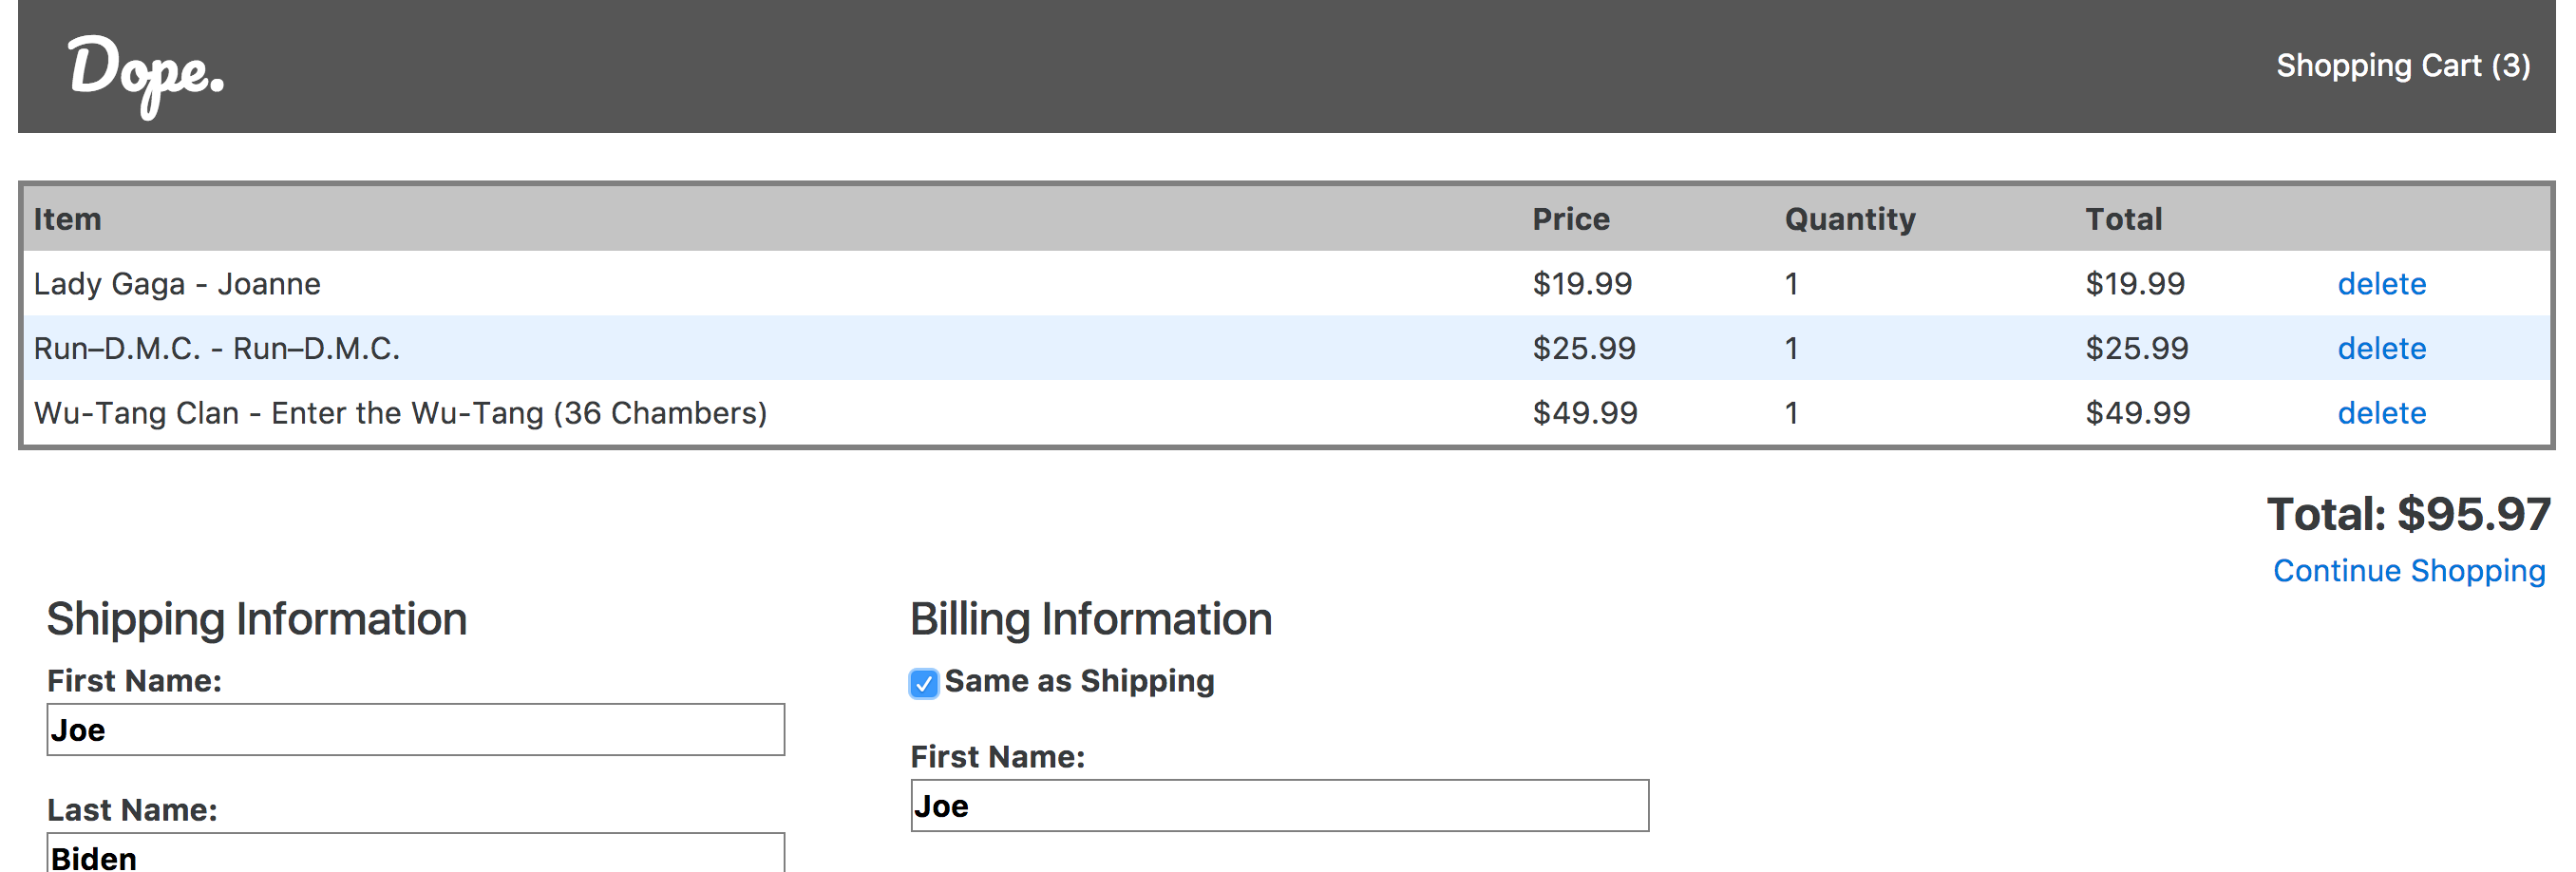 Dope.
Shopping Cart (3)
Item Price Quantity Total
Lady Gaga - Joanne $19.99 1 $19.99 delete
Run–D.M.C. - Run–D.M.C. $25.99 1 $25.99 delete
Wu-Tang Clan - Enter the Wu-Tang (36 Chambers) $49.99 1 $49.99 delete
Total: $95.97
Continue Shopping
Shipping Information
First Name:
Joe
Last Name:
Biden
Billing Information
Same as Shipping
First Name:
Joe